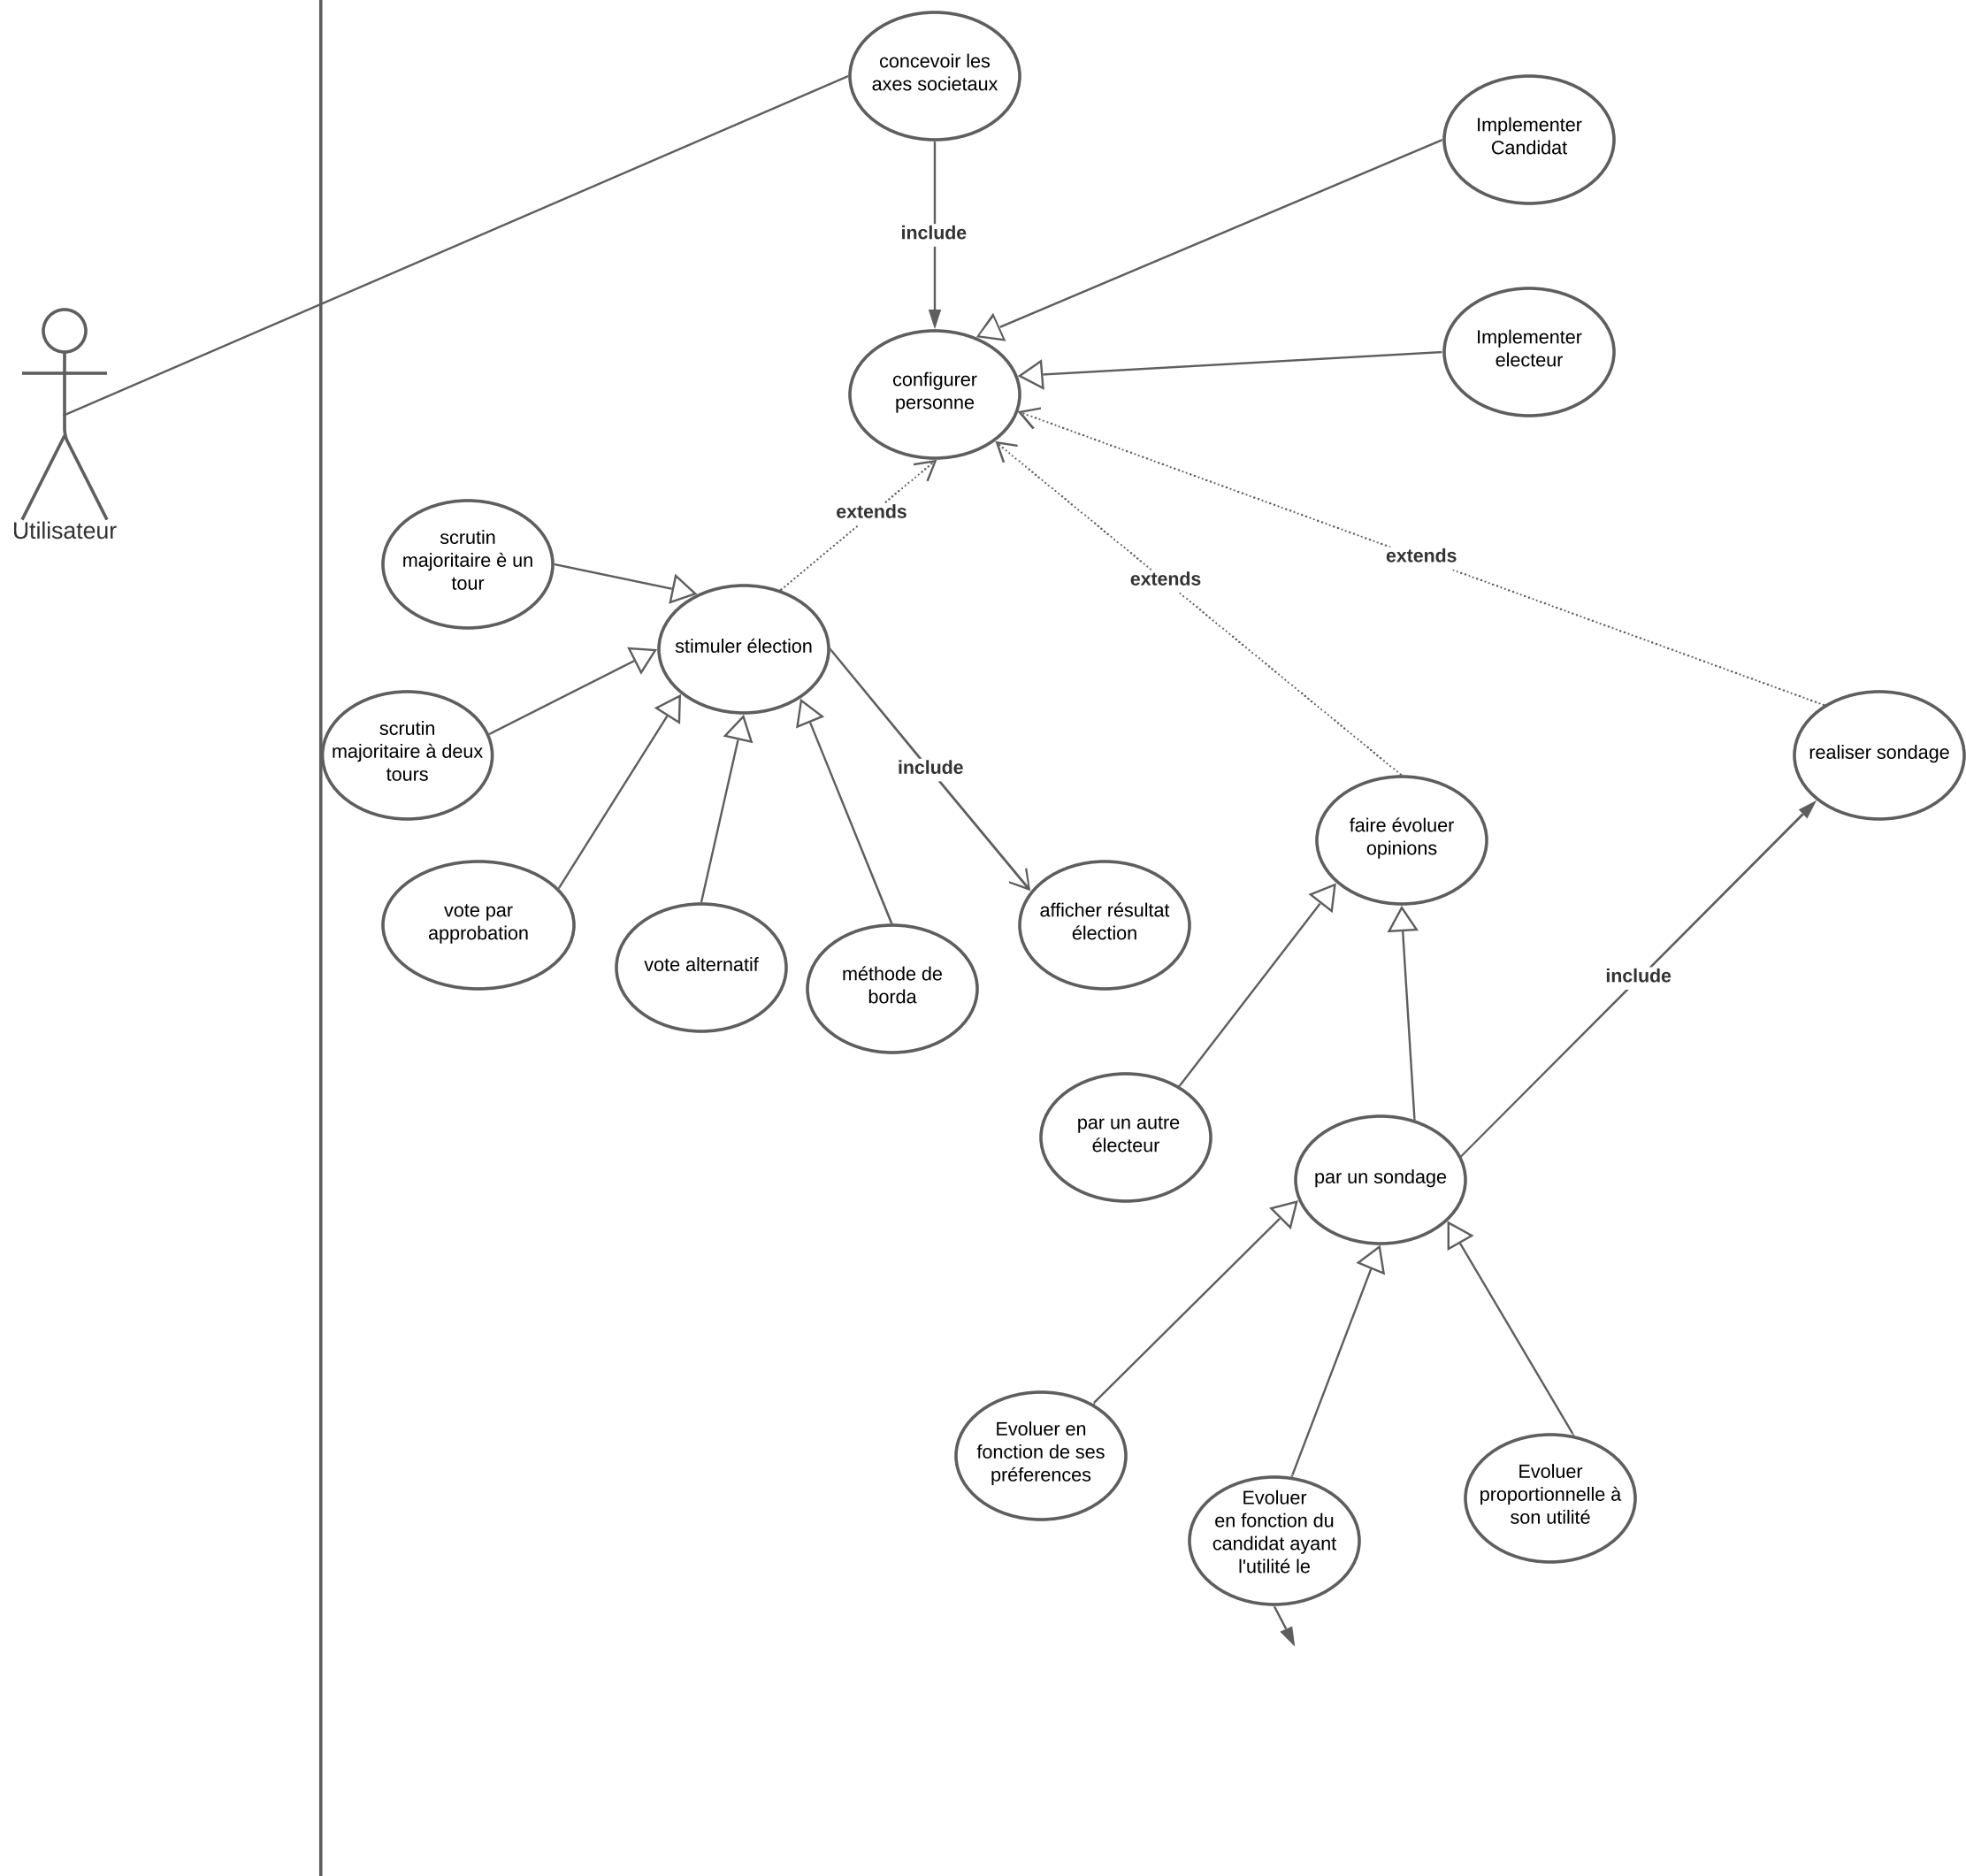 concevoir les
axes societaux
Implementer
Candidat
include
Implementer
electeur
configurer
personne
Utilisateur
extends
scrutin
majoritaire è un
tour
extends
extends
stimuler élection
scrutin
majoritaire à deux
tours
include
realiser sondage
faire évoluer
opinions
vote par
approbation
afficher résultat
élection
vote alternatif
méthode de
borda
include
par un autre
électeur
par un sondage
Evoluer en
fonction de ses
préferences
Evoluer
proportionnelle à
son utilité
Evoluer
en fonction du
candidat ayant
l'utilité le